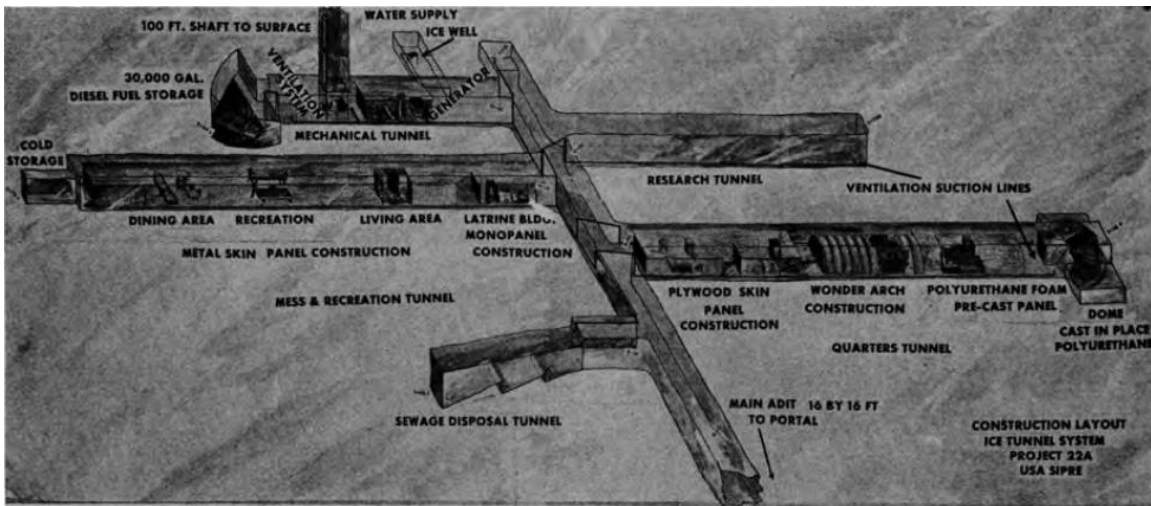 100 FT. SHAFT TO SURFACE
WATER SUPPLY
ICE WELL
30,000 GAL.
DIESEL FUEL STORAGE
VENTILATION
SYSTEM
GENERATOR
MECHANICAL TUNNEL
COLD
STORAGE
RESEARCH TUNNEL
VENTILATION SUCTION LINES
DINING AREA
RECREATION
LIVING AREA
LATRINE BLDG.
MONOPANEL
CONSTRUCTION
METAL SKIN PANEL CONSTRUCTION
MESS & RECREATION TUNNEL
PLYWOOD SKIN
PANEL
CONSTRUCTION
WONDER ARCH
CONSTRUCTION
POLYURETHANE FOAM
PRE-CAST PANEL
DOME
CAST IN PLACE
POLYURETHANE
QUARTERS TUNNEL
SEWAGE DISPOSAL TUNNEL
MAIN ADIT 16 BY 16 FT
TO PORTAL
CONSTRUCTION LAYOUT
ICE TUNNEL SYSTEM
PROJECT 22A
USA SIPRE